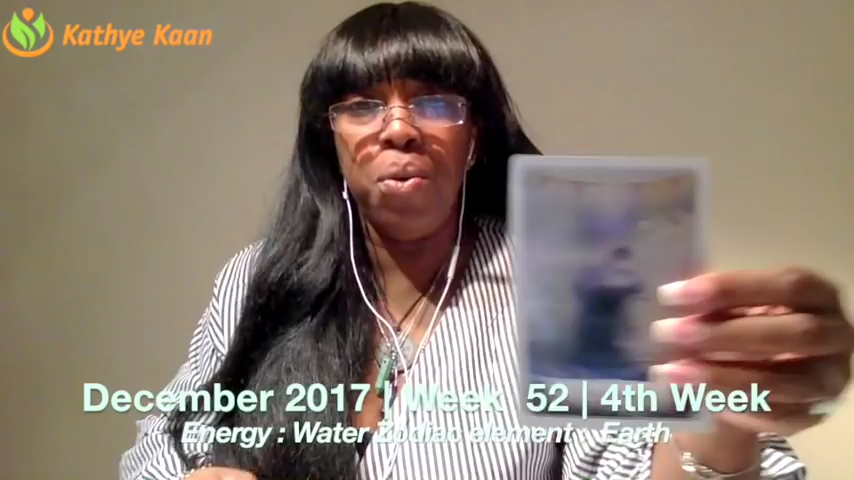 Kathye Kaan
December 2017 | Week 52 | 4th Week
Energy : Water Zodiac element : Earth